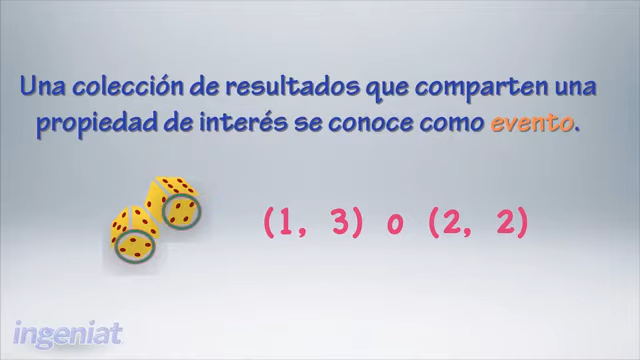 Una colección de resultados que comparten una
propiedad de interés se conoce como evento.
(1, 3) o (2, 2)
ingeniat